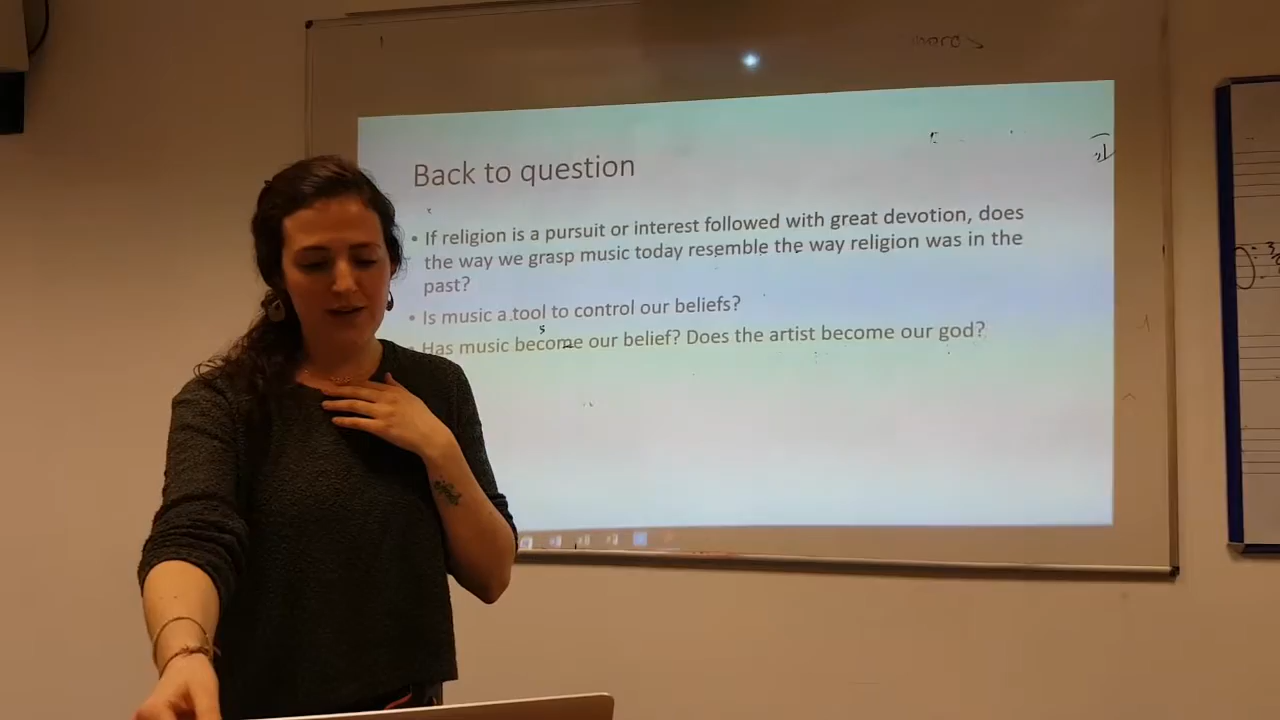 Back to question
• If religion is a pursuit or interest followed with great devotion, does
the way we grasp music today resemble the way religion was in the
past?
• Is music a tool to control our beliefs?
• Has music become our belief? Does the artist become our god?